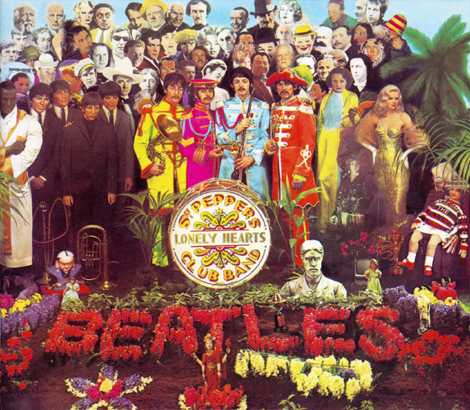 SGT. PEPPERS
LONELY HEARTS
CLUB BAND
BEATLES